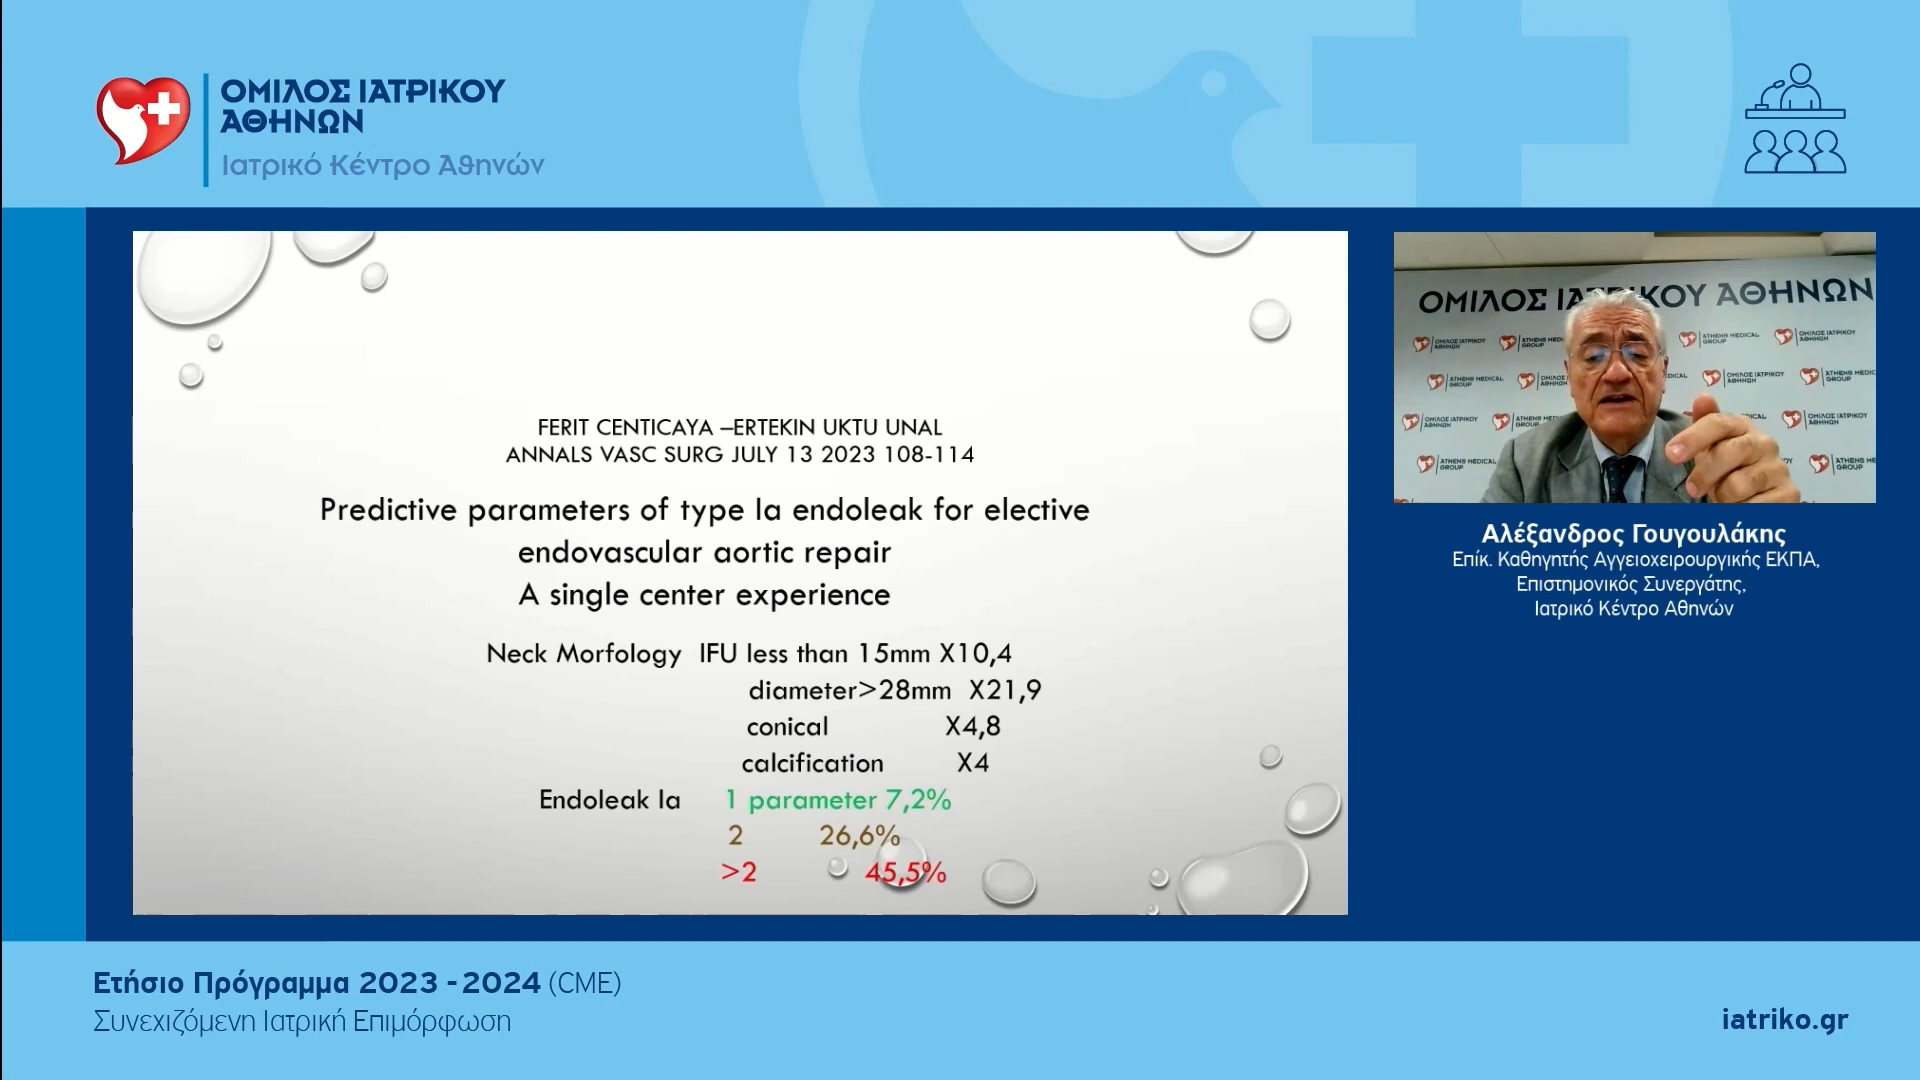 ΟΜΙΛΟΣ ΙΑΤΡΙΚΟΥ
ΑΘΗΝΩΝ
Ιατρικό Κέντρο Αθηνών
FERIT CENTICAYA –ERTEKIN UKTU UNAL
ANNALS VASC SURG JULY 13 2023 108-114
Predictive parameters of type Ia endoleak for elective
endovascular aortic repair
A single center experience
Neck Morfology IFU less than 15mm X10,4
diameter>28mm X21,9
conical X4,8
calcification X4
Endoleak Ia 1 parameter 7,2%
2 26,6%
>2 45,5%
ΟΜΙΛΟΣ ΙΑΤΡΙΚΟΥ ΑΘΗΝΩΝ
Αλέξανδρος Γουγουλάκης
Επίκ. Καθηγητής Αγγειοχειρουργικής ΕΚΠΑ,
Επιστημονικός Συνεργάτης,
Ιατρικό Κέντρο Αθηνών
Ετήσιο Πρόγραμμα 2023 - 2024 (CME)
Συνεχιζόμενη Ιατρική Επιμόρφωση
iatriko.gr